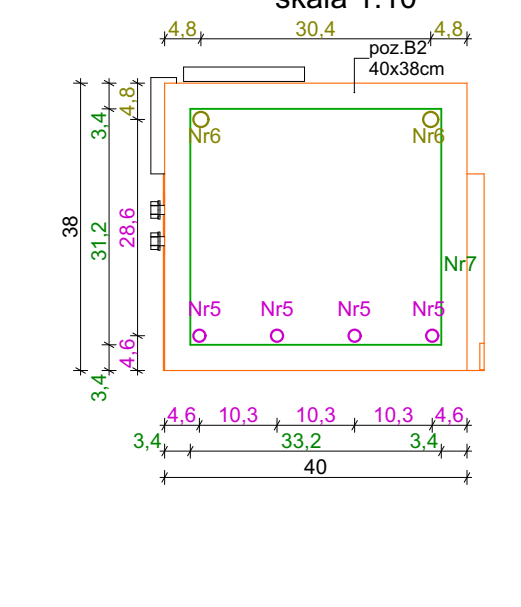 skala 1:10
4,8 30,4 4,8
poz.B2
40x38cm
4,8
3,4
Nr6 Nr6
38
31,2
28,6
Nr7
Nr5 Nr5 Nr5 Nr5
4,6
3,4
4,6 10,3 10,3 10,3 4,6
3,4 33,2 3,4
40